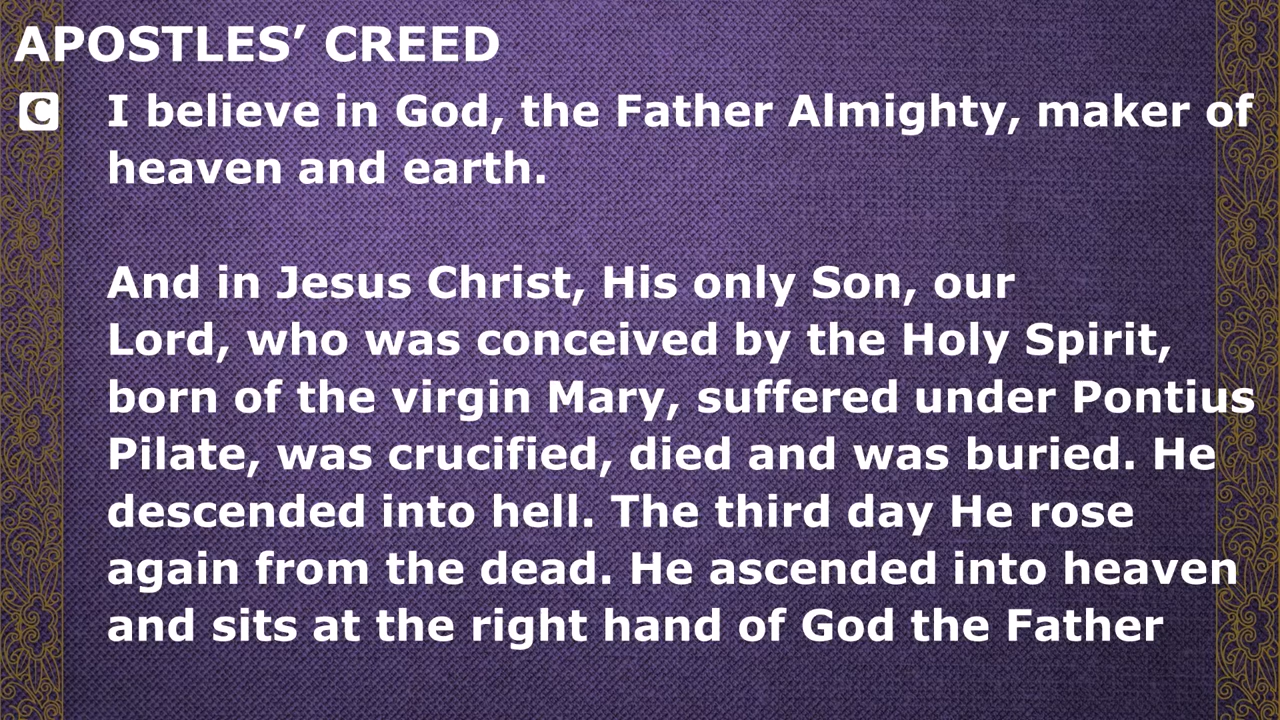 APOSTLES’ CREED
C I believe in God, the Father Almighty, maker of
heaven and earth.
And in Jesus Christ, His only Son, our
Lord, who was conceived by the Holy Spirit,
born of the virgin Mary, suffered under Pontius
Pilate, was crucified, died and was buried. He
descended into hell. The third day He rose
again from the dead. He ascended into heaven
and sits at the right hand of God the Father